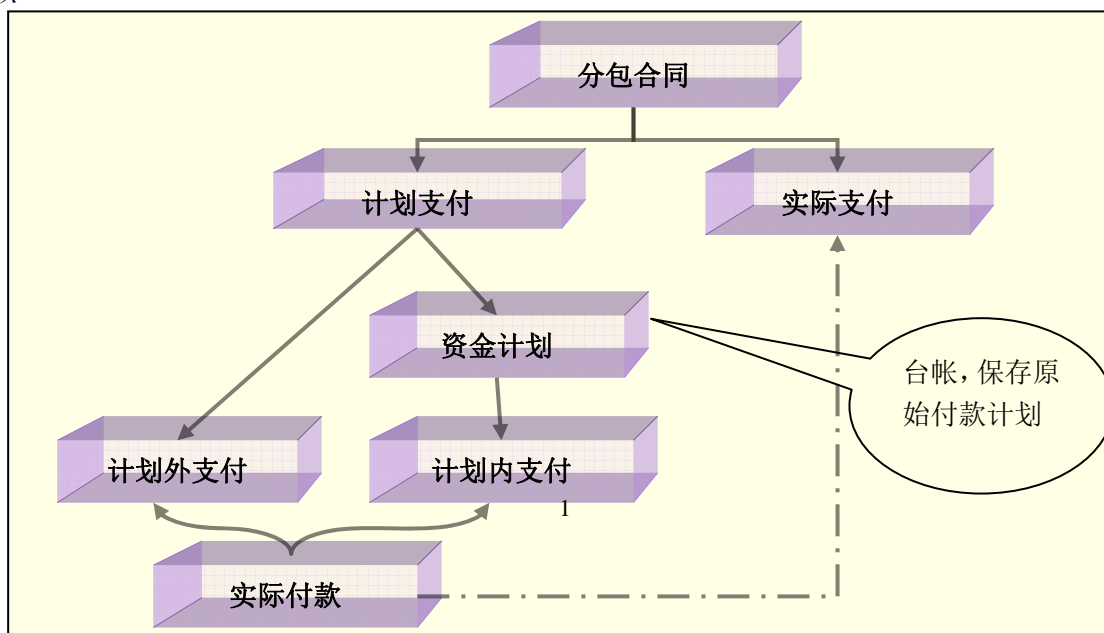 分包合同
计划支付
实际支付
资金计划
台帐，保存原
始付款计划
计划外支付
计划内支付
1
实际付款